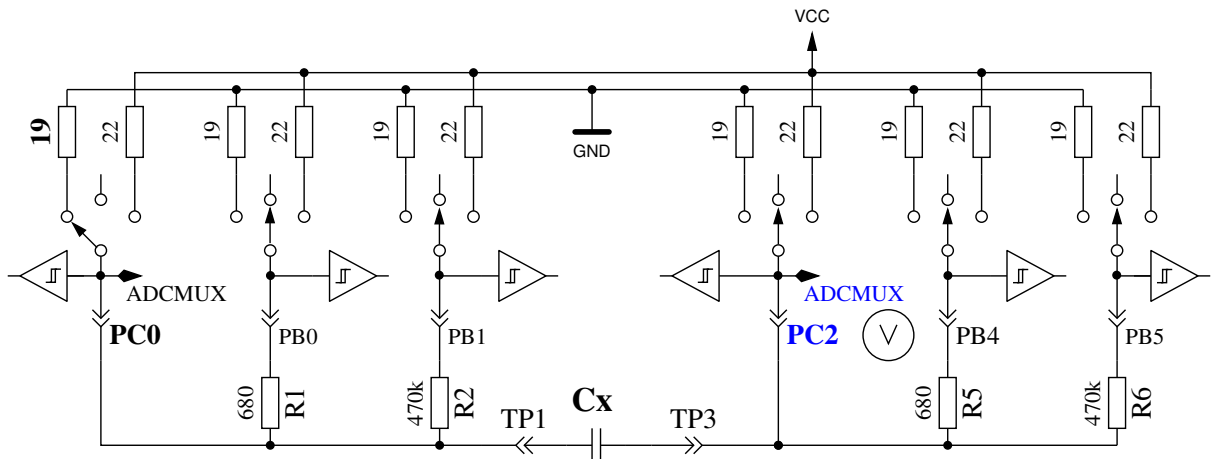 VCC
19 22 19 22 19 22 19 22 19 22 19 22
GND
ADCMUX ADCMUX
PC0 PB0 PB1 PC2 V PB4 PB5
680 R1 470k R2 680 R5 470k R6
TP1 Cx TP3